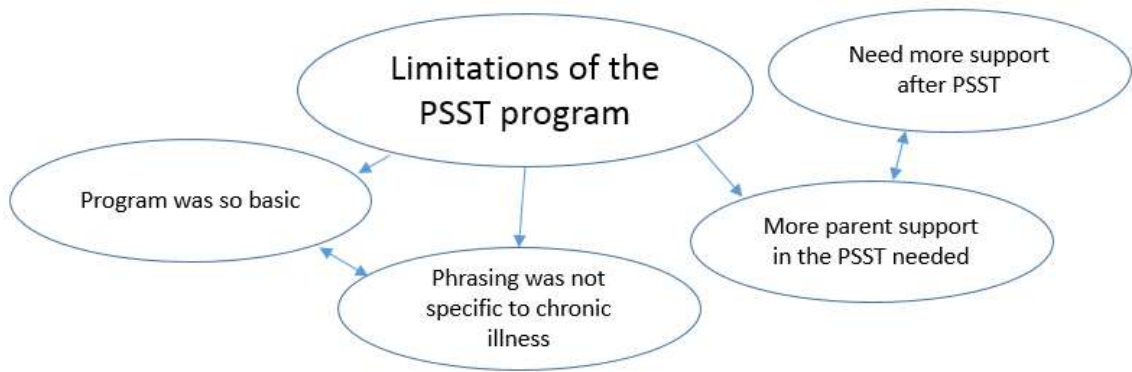 Limitations of the
PSST program
Need more support
after PSST
Program was so basic
More parent support
in the PSST needed
Phrasing was not
specific to chronic
illness